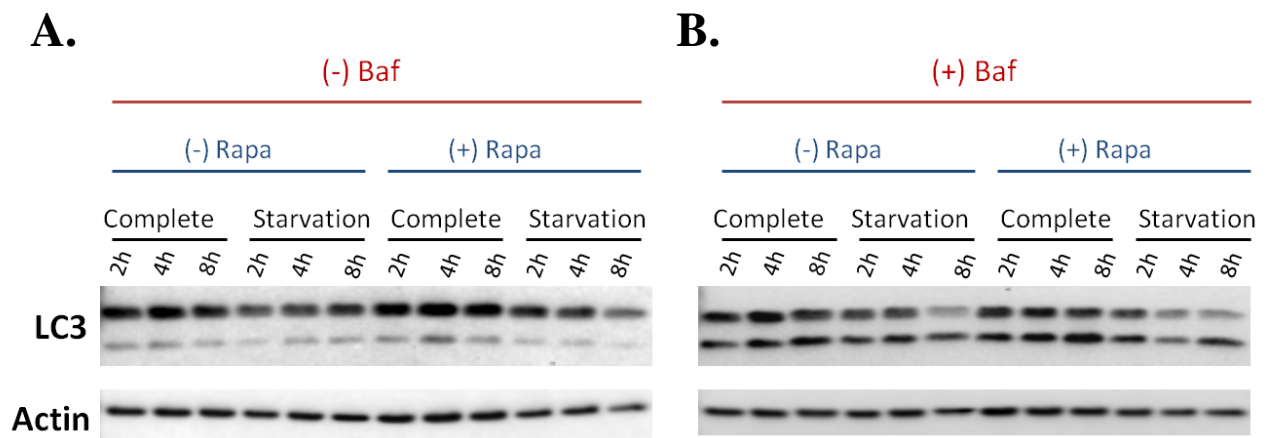 A. B.
(-) Baf (+) Baf
(-) Rapa (+) Rapa (-) Rapa (+) Rapa
Complete Starvation Complete Starvation Complete Starvation Complete Starvation
2h 4h 8h 2h 4h 8h 2h 4h 8h 2h 4h 8h 2h 4h 8h 2h 4h 8h 2h 4h 8h 2h 4h 8h
LC3
Actin